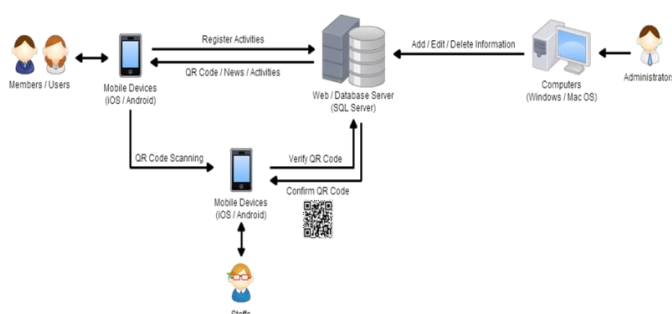 Register Activities
Add / Edit / Delete Information
QR Code / News / Activities
Members / Users
Mobile Devices
(iOS / Android)
Web / Database Server
(SQL Server)
Computers
(Windows / Mac OS)
Administrators
QR Code Scanning
Verify QR Code
Confirm QR Code
Mobile Devices
(iOS / Android)
Staffs